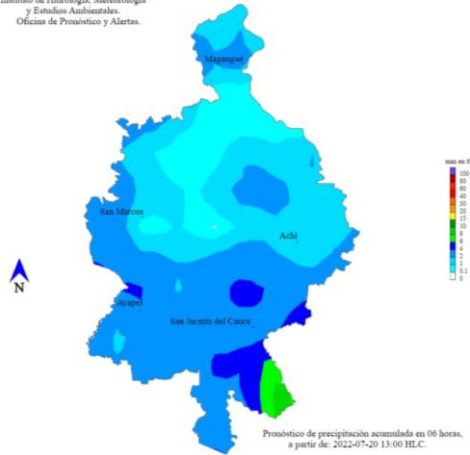 Instituto de Hidrología, Meteorología
y Estudios Ambientales.
Oficina de Pronóstico y Alertas.
Magangué
San Marcos
Achí
Ayapel
San Jacinto del Cauca
N
mm en 6
100
80
60
40
30
20
15
10
8
6
4
2
1
0.1
0
Pronóstico de precipitación acumulada en 06 horas,
a partir de: 2022-07-20 13:00 HLC.